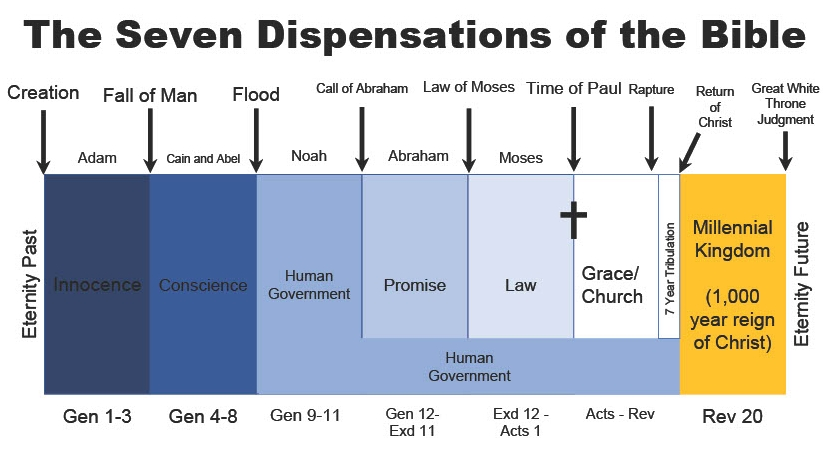 The Seven Dispensations of the Bible
Creation
Fall of Man
Flood
Call of Abraham
Law of Moses
Time of Paul
Rapture
Return
of
Christ
Great White
Throne
Judgment
Adam
Cain and Abel
Noah
Abraham
Moses
Eternity Past
Innocence
Conscience
Human
Government
Promise
Law
Grace/
Church
7 Year Tribulation
Millennial
Kingdom
(1,000
year reign
of Christ)
Eternity Future
Human
Government
Gen 1-3
Gen 4-8
Gen 9-11
Gen 12-
Exd 11
Exd 12 -
Acts 1
Acts - Rev
Rev 20